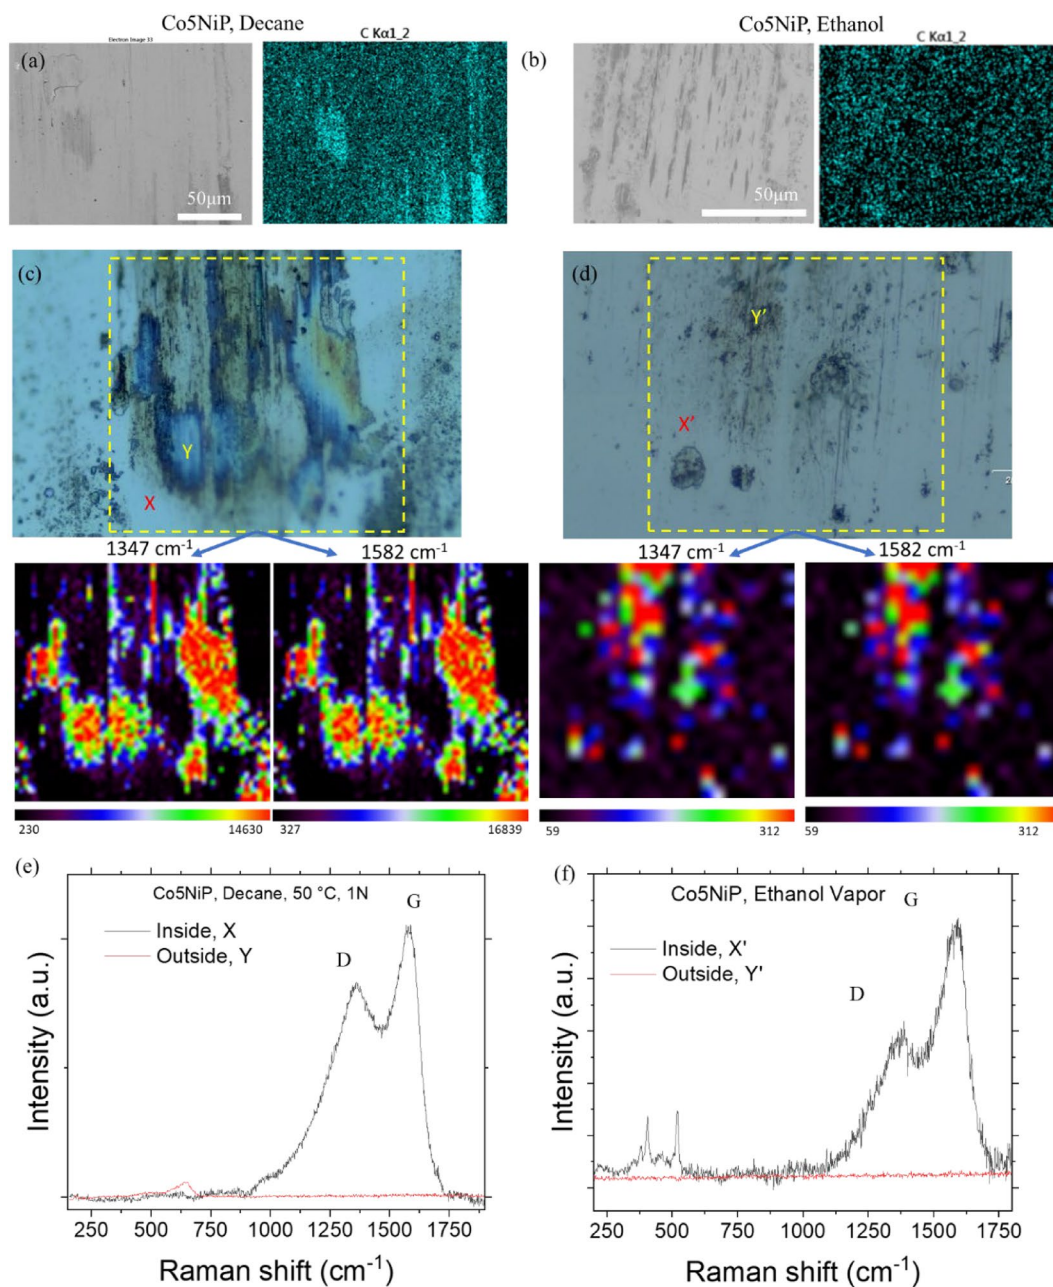 Co5NiP, Decane
Co5NiP, Ethanol
Electron Image 33
C Kα1_2
C Kα1_2
(a)
(b)
50μm
50μm
(c)
(d)
Y
X
Y'
X'
1347 cm-1
1582 cm-1
1347 cm-1
1582 cm-1
230
14630
327
16839
59
312
59
312
(e)
Co5NiP, Decane, 50 °C, 1N
Inside, X
Outside, Y
D
G
Intensity (a.u.)
250 500 750 1000 1250 1500 1750
Raman shift (cm-1)
(f)
Co5NiP, Ethanol Vapor
Inside, X'
Outside, Y'
D
G
Intensity (a.u.)
250 500 750 1000 1250 1500 1750
Raman shift (cm-1)